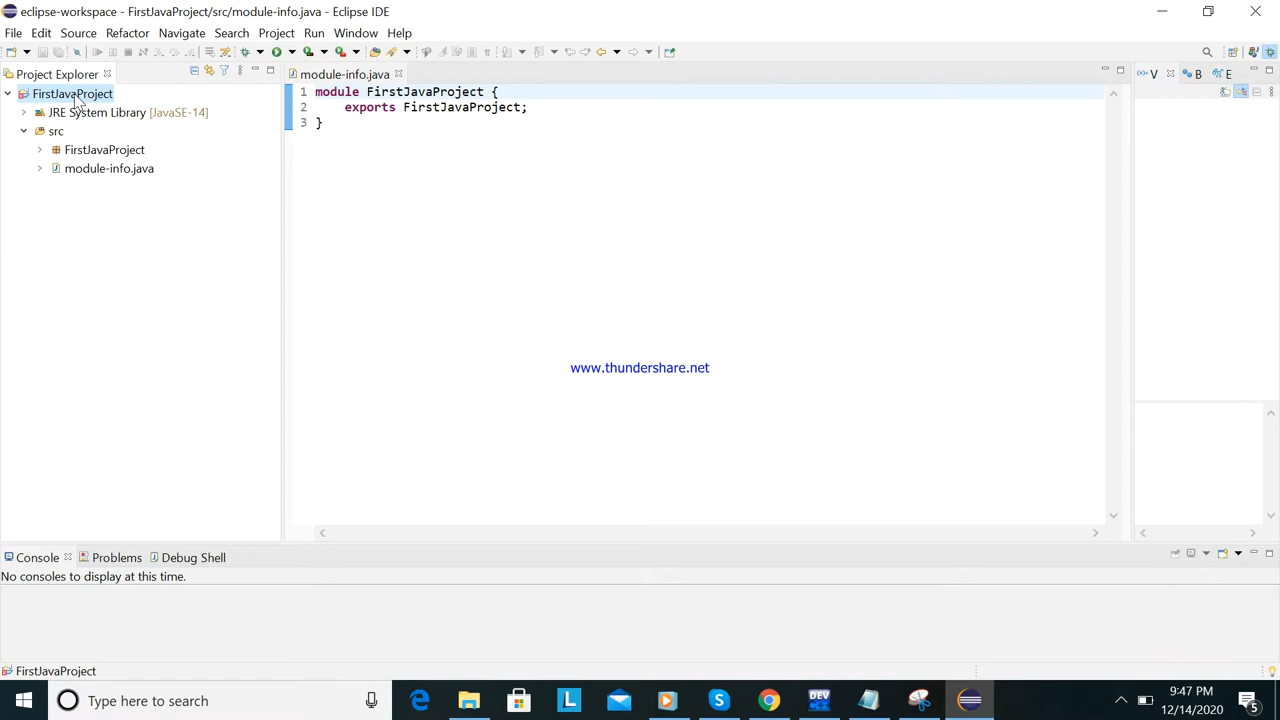 eclipse-workspace - FirstJavaProject/src/module-info.java - Eclipse IDE
File Edit Source Refactor Navigate Search Project Run Window Help
Project Explorer
module-info.java
V
B
E
FirstJavaProject
JRE System Library [JavaSE-14]
src
FirstJavaProject
module-info.java
1 module FirstJavaProject {
2 exports FirstJavaProject;
3 }
www.thundershare.net
Console Problems Debug Shell
No consoles to display at this time.
FirstJavaProject
Type here to search
L
S
DEV
9:47 PM
12/14/2020
5